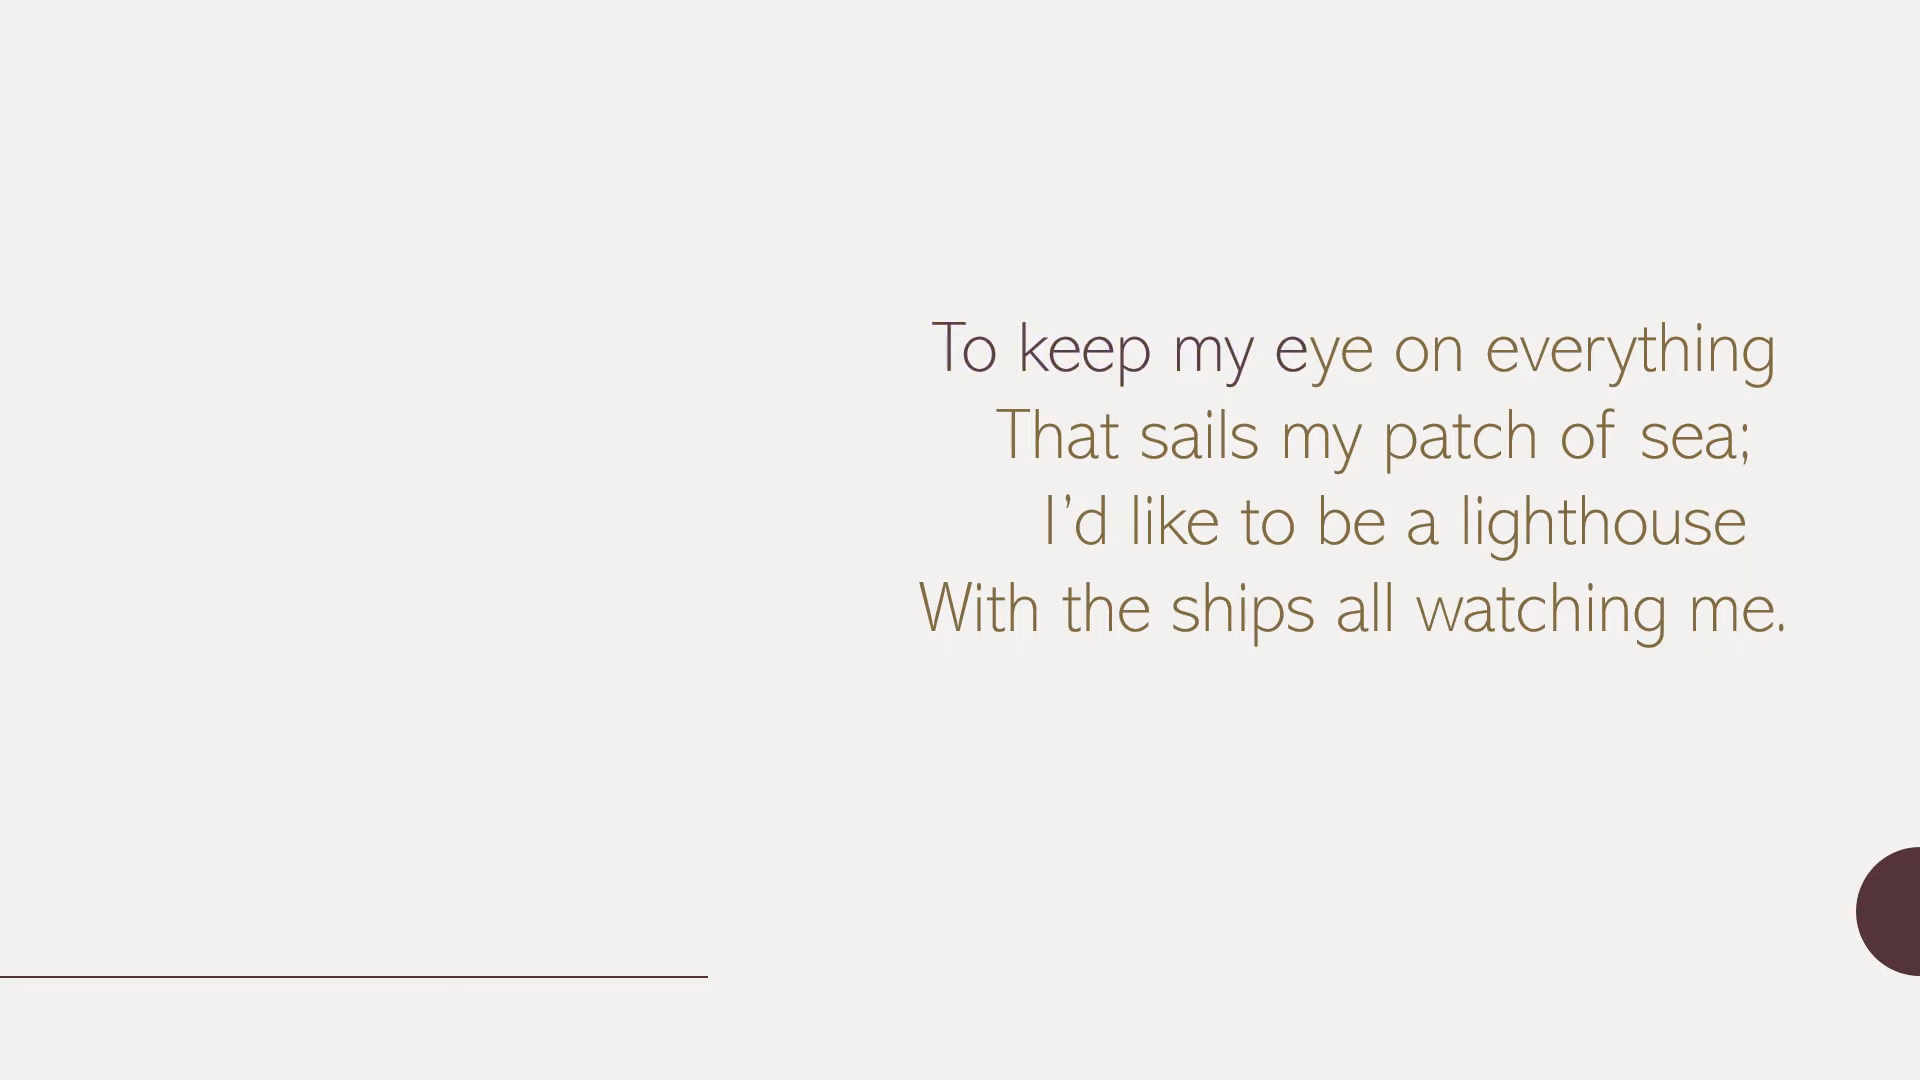 To keep my eye on everything
That sails my patch of sea;
I’d like to be a lighthouse
With the ships all watching me.